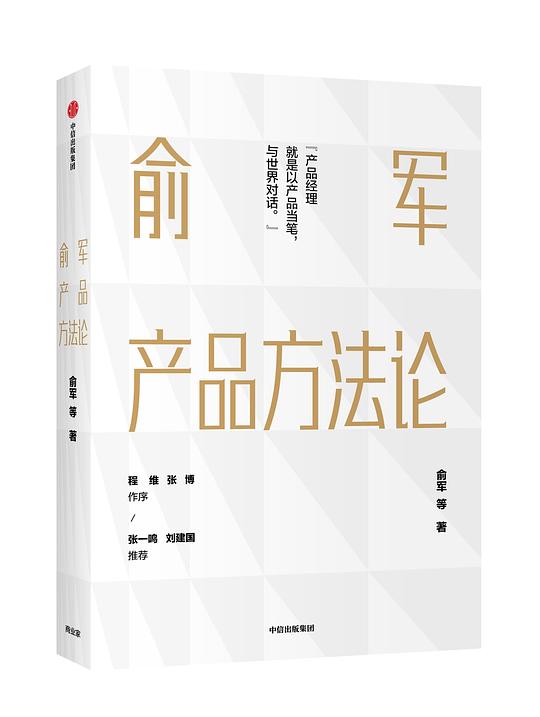 俞军
『产品经理
就是以产品当笔，
与世界对话。』
产品方法论
程 维 张 博
作序
/
张一鸣 刘建国
推荐
俞军 等 著
中信出版集团
中信出版集团
俞军
产品
方法论
俞军 等 著
商业家